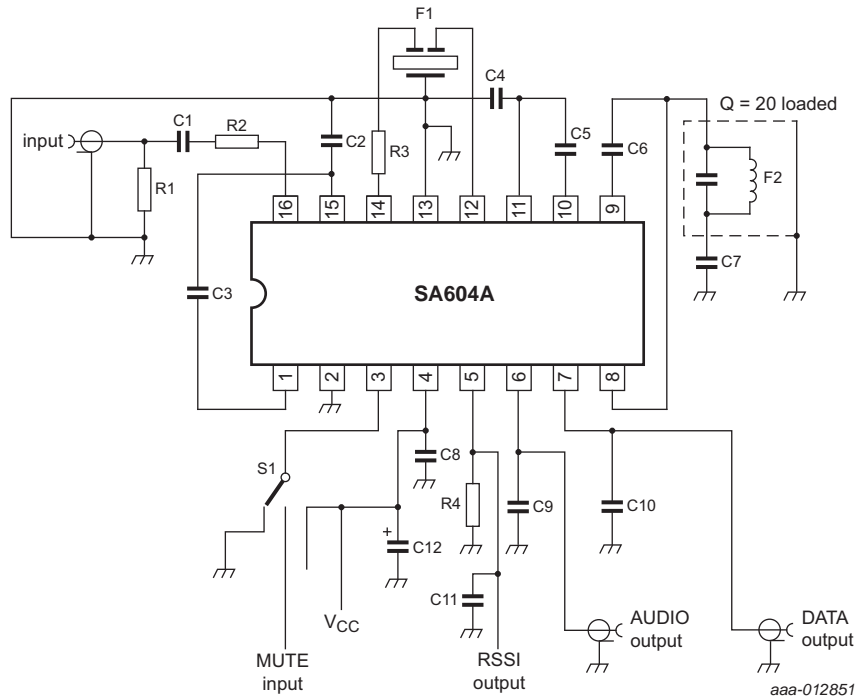 F1
C4
Q = 20 loaded
input
C1
R2
C2
R3
C5
C6
F2
R1
16
15
14
13
12
11
10
9
C7
C3
SA604A
1
2
3
4
5
6
7
8
S1
C8
R4
C9
C10
+
C12
C11
VCC
MUTE
input
RSSI
output
AUDIO
output
DATA
output
aaa-012851